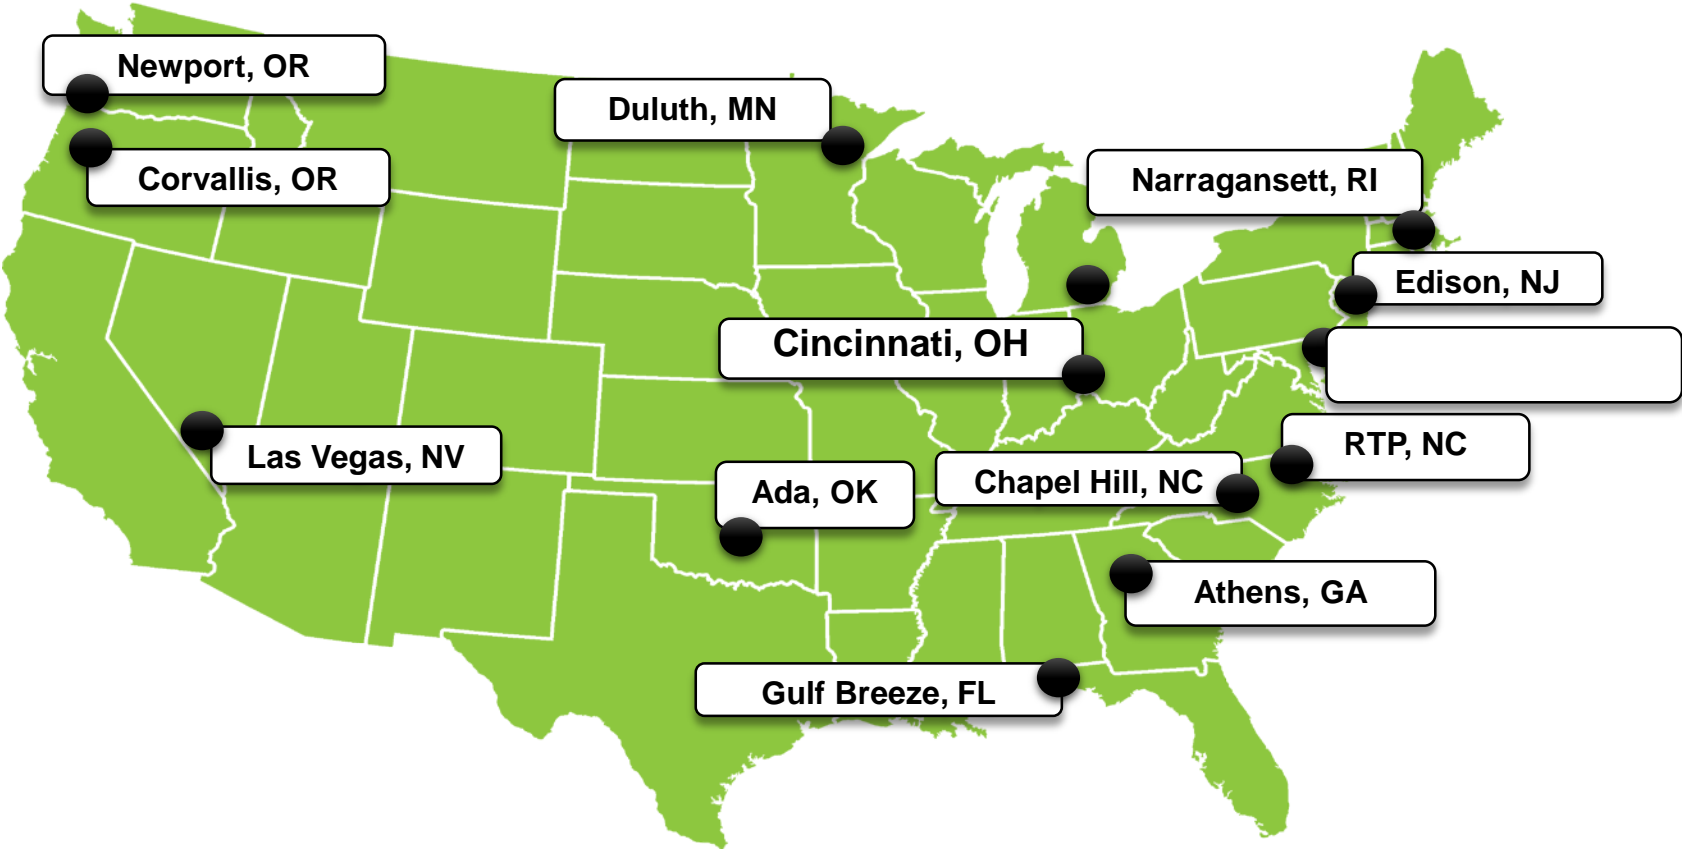 Newport, OR
Duluth, MN
Corvallis, OR
Narragansett, RI
Edison, NJ
Cincinnati, OH
RTP, NC
Las Vegas, NV
Chapel Hill, NC
Ada, OK
Athens, GA
Gulf Breeze, FL